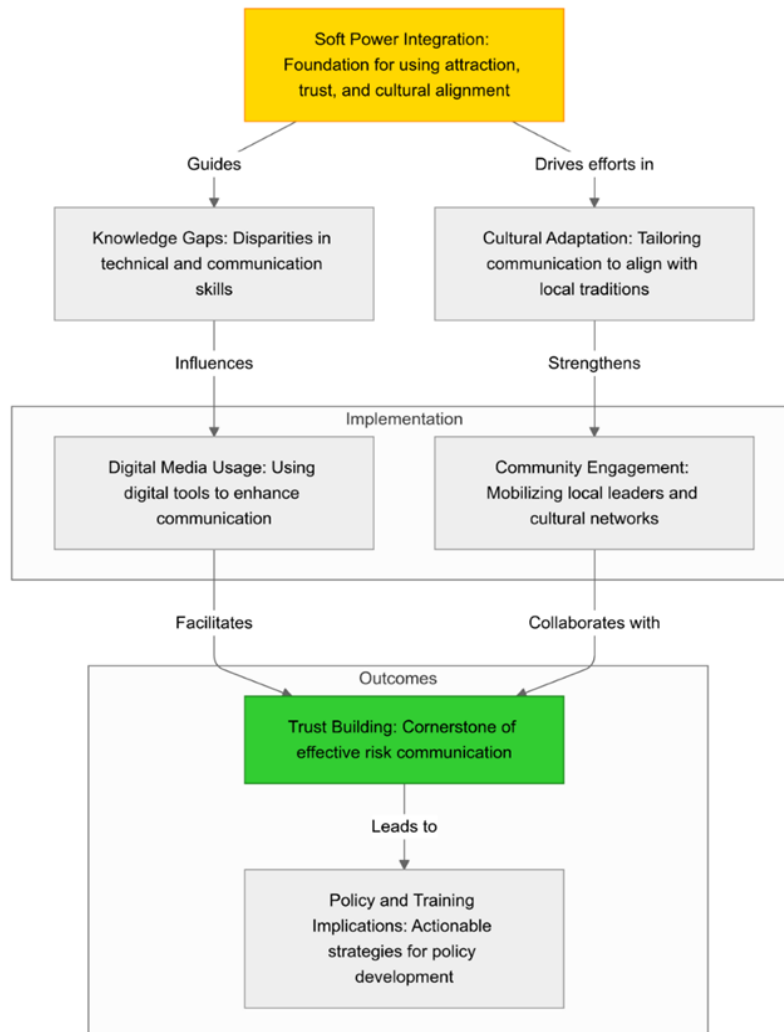 Soft Power Integration:
Foundation for using attraction,
trust, and cultural alignment
Guides
Drives efforts in
Knowledge Gaps: Disparities in
technical and communication
skills
Cultural Adaptation: Tailoring
communication to align with
local traditions
Influences
Strengthens
Implementation
Digital Media Usage: Using
digital tools to enhance
communication
Community Engagement:
Mobilizing local leaders and
cultural networks
Facilitates
Collaborates with
Outcomes
Trust Building: Cornerstone of
effective risk communication
Leads to
Policy and Training
Implications: Actionable
strategies for policy
development